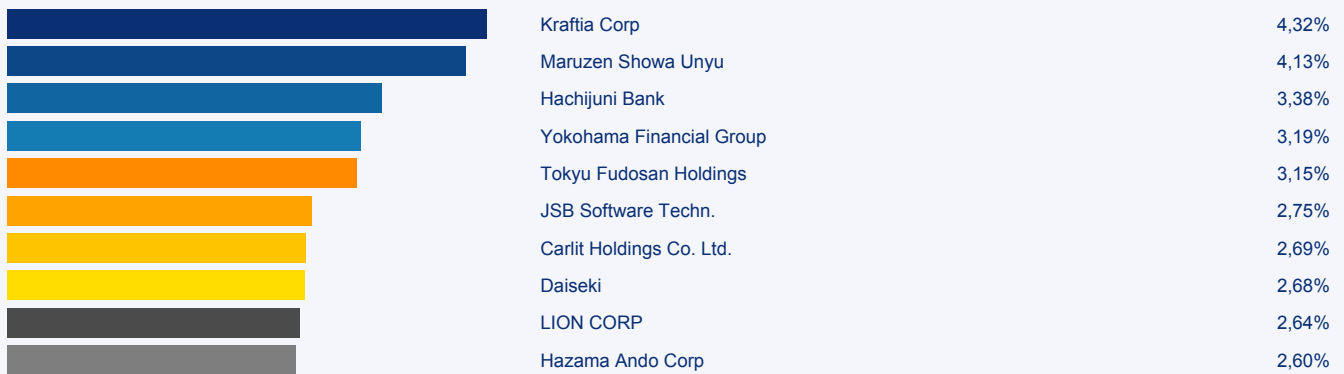 Kraftia Corp 4,32%
Maruzen Showa Unyu 4,13%
Hachijuni Bank 3,38%
Yokohama Financial Group 3,19%
Tokyu Fudosan Holdings 3,15%
JSB Software Techn. 2,75%
Carlit Holdings Co. Ltd. 2,69%
Daiseki 2,68%
LION CORP 2,64%
Hazama Ando Corp 2,60%